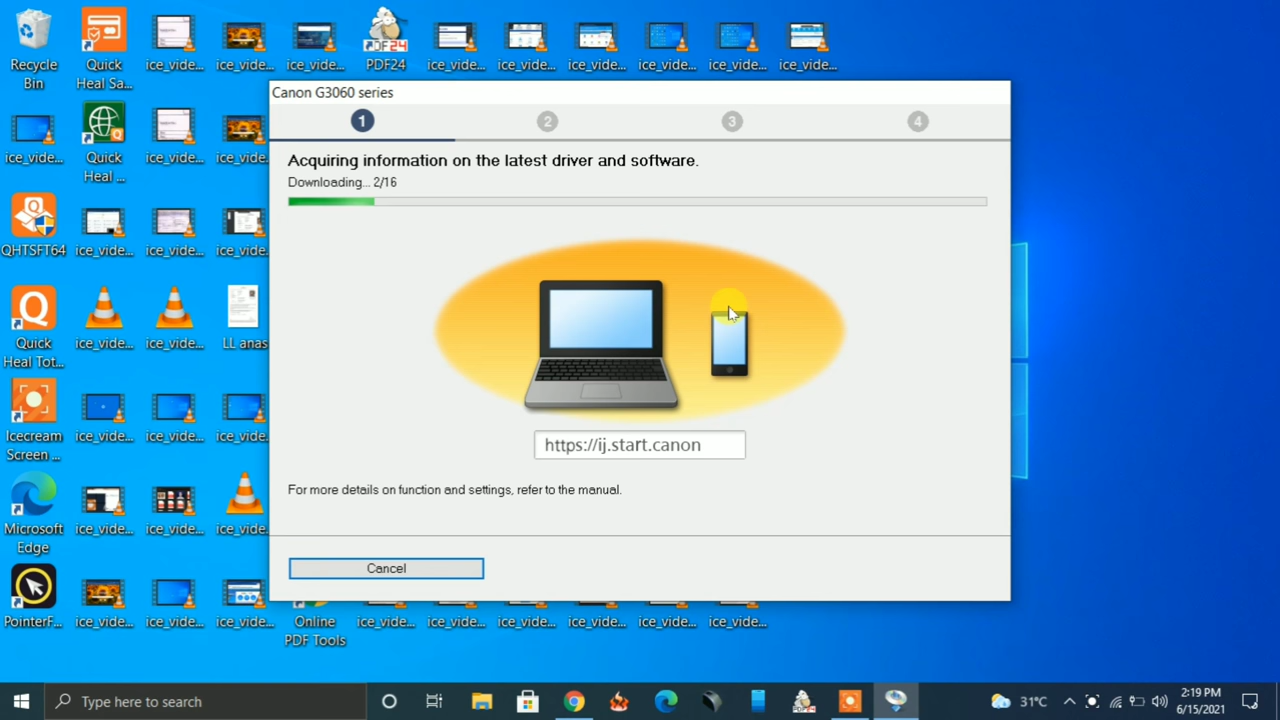 Recycle Bin
Quick Heal Sa...
ice_vide...
ice_vide...
ice_vide...
PDF24
ice_vide...
ice_vide...
ice_vide...
ice_vide...
ice_vide...
ice_vide...
ice_vide...
Quick Heal ...
ice_vide...
ice_vide...
QHTSFT64
ice_vide...
ice_vide...
ice_vide...
Quick Heal Tot...
ice_vide...
ice_vide...
LL anas
Icecream Screen ...
ice_vide...
ice_vide...
ice_vide...
Microsoft Edge
ice_vide...
ice_vide...
ice_vide...
PointerF...
ice_vide...
ice_vide...
ice_vide...
Online PDF Tools
ice_vide...
ice_vide...
ice_vide...
ice_vide...
ice_vide...
ice_vide...
Canon G3060 series
1
2
3
4
Acquiring information on the latest driver and software.
Downloading... 2/16
https://ij.start.canon
For more details on function and settings, refer to the manual.
Cancel
Type here to search
31°C
2:19 PM
6/15/2021